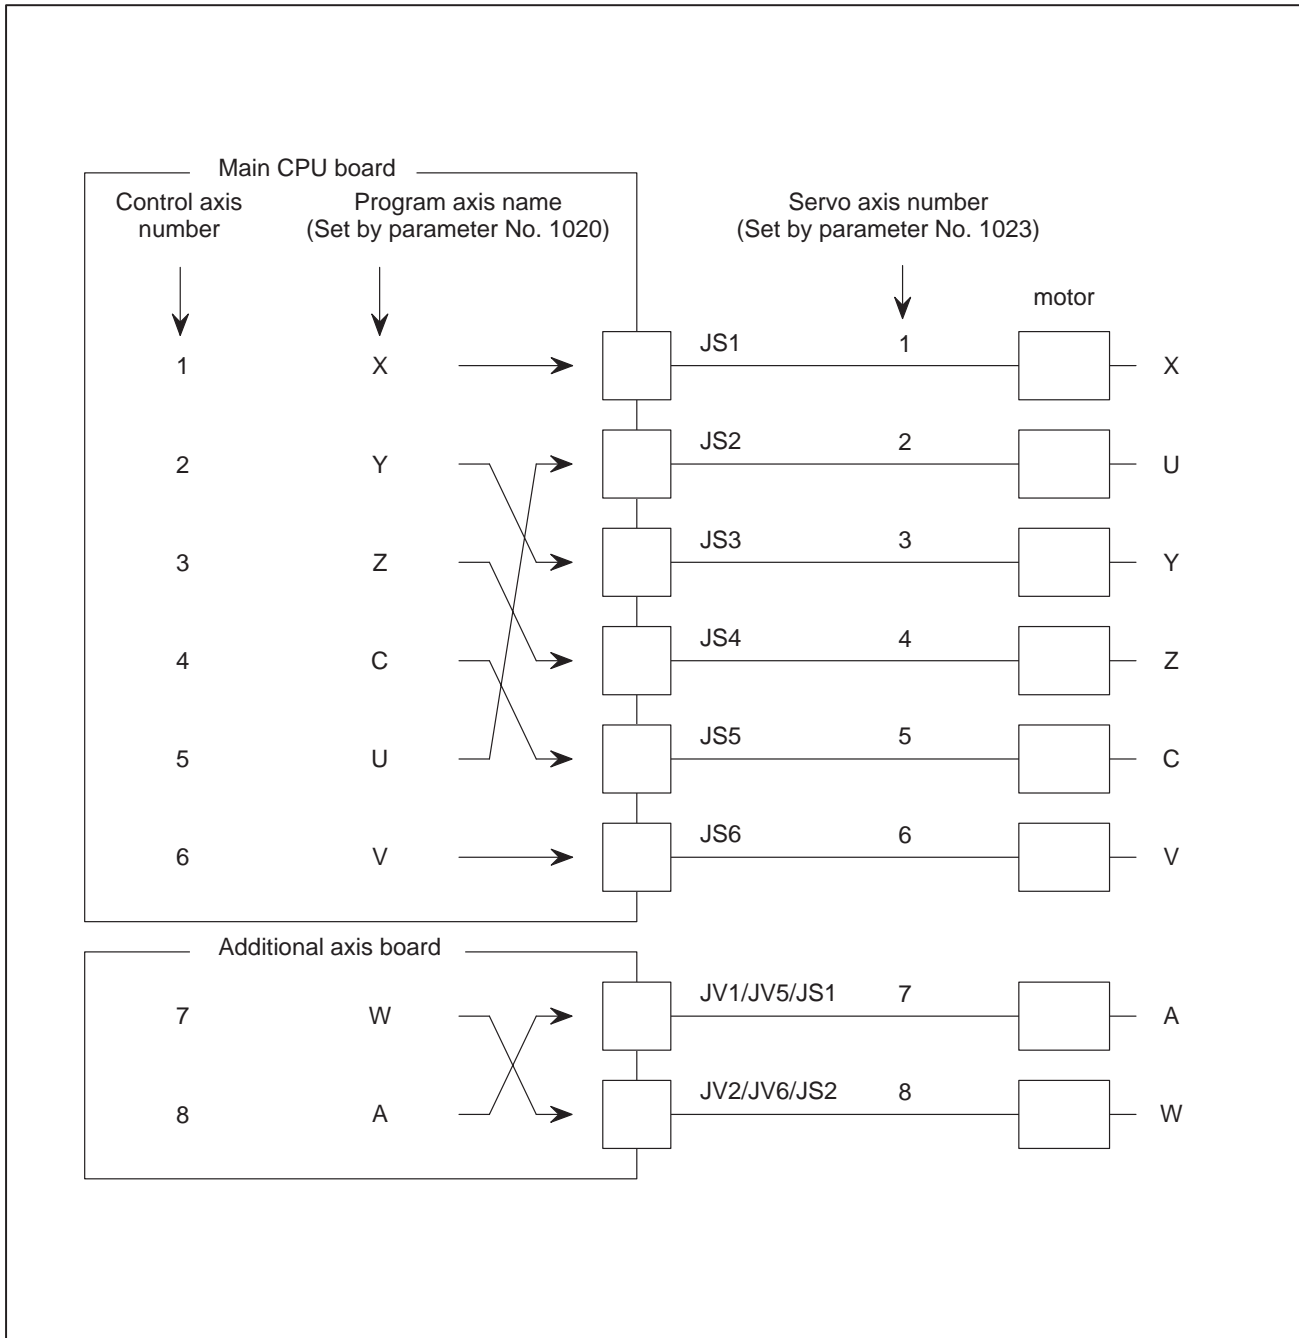 Main CPU board
Control axis number
Program axis name
(Set by parameter No. 1020)
Servo axis number
(Set by parameter No. 1023)
motor
1 X JS1 1 X
2 Y JS2 2 U
3 Z JS3 3 Y
4 C JS4 4 Z
5 U JS5 5 C
6 V JS6 6 V
Additional axis board
7 W JV1/JV5/JS1 7 A
8 A JV2/JV6/JS2 8 W